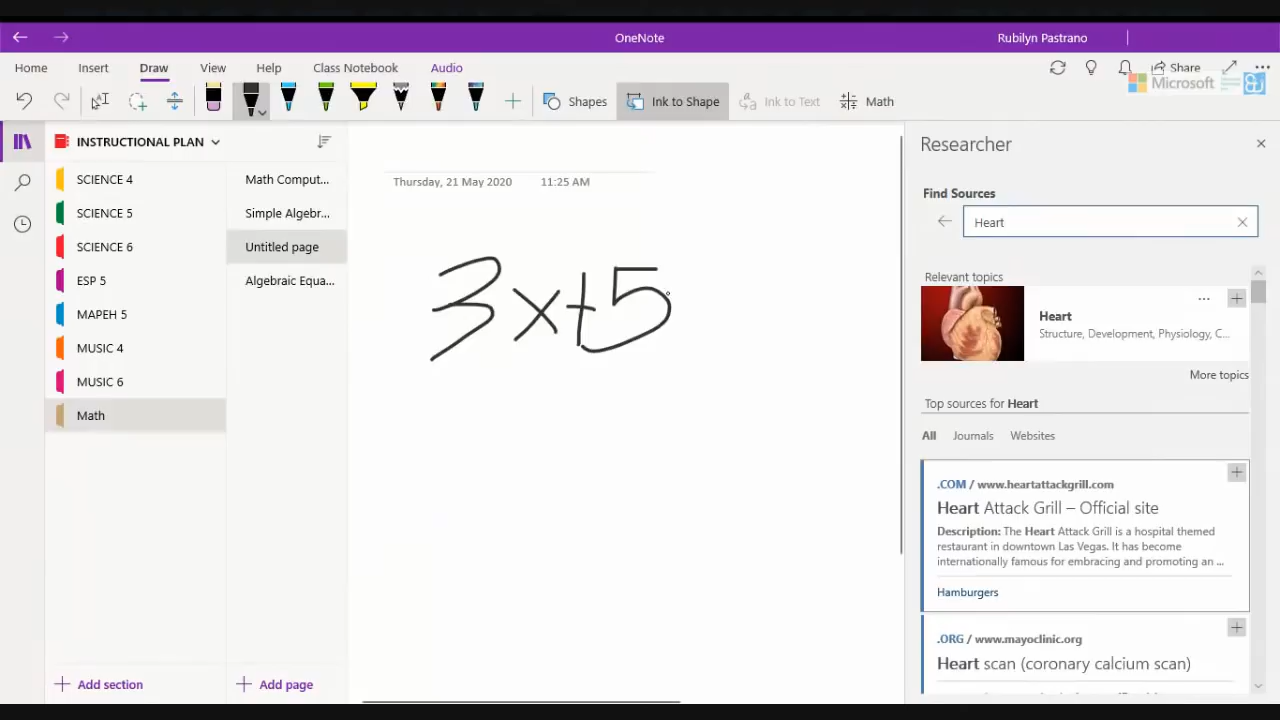 OneNote
Rubilyn Pastrano
Home Insert Draw View Help Class Notebook Audio
Share
Microsoft
Shapes Ink to Shape Ink to Text Math
INSTRUCTIONAL PLAN
SCIENCE 4
SCIENCE 5
SCIENCE 6
ESP 5
MAPEH 5
MUSIC 4
MUSIC 6
Math
Add section
Math Comput...
Simple Algebr...
Untitled page
Algebraic Equa...
Add page
Thursday, 21 May 2020 11:25 AM
3x+5
Researcher
Find Sources
Heart
Relevant topics
Heart
Structure, Development, Physiology, C...
More topics
Top sources for Heart
All Journals Websites
.COM / www.heartattackgrill.com
Heart Attack Grill – Official site
Description: The Heart Attack Grill is a hospital themed
restaurant in downtown Las Vegas. It has become
internationally famous for embracing and promoting an ...
Hamburgers
.ORG / www.mayoclinic.org
Heart scan (coronary calcium scan)